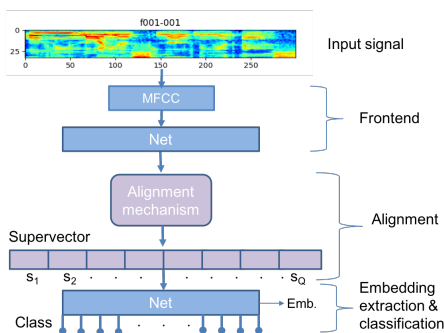 f001-001
0
25
0 50 100 150 200 250
Input signal
MFCC
Net
Frontend
Alignment
mechanism
Alignment
Supervector
s1 s2 . . . . . . . . sQ
Net
Emb.
Class
. . .
Embedding
extraction &
classification